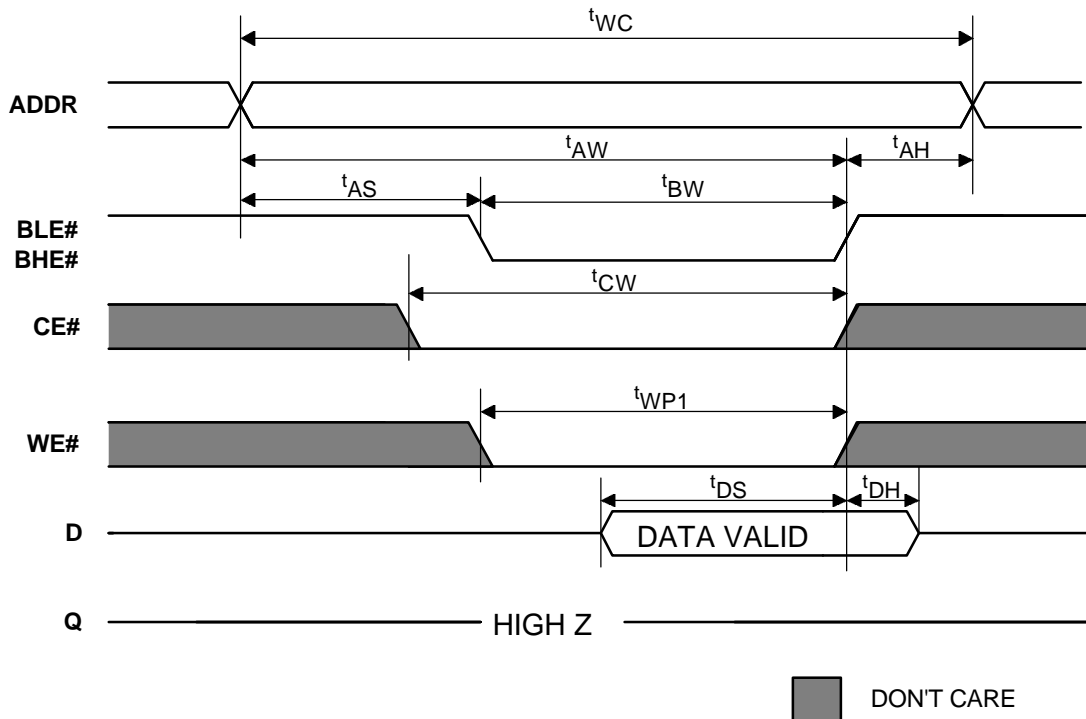 tWC
ADDR
tAW
tAH
tAS
tBW
BLE#
BHE#
tCW
CE#
tWP1
WE#
tDS
tDH
D
DATA VALID
Q
HIGH Z
DON'T CARE